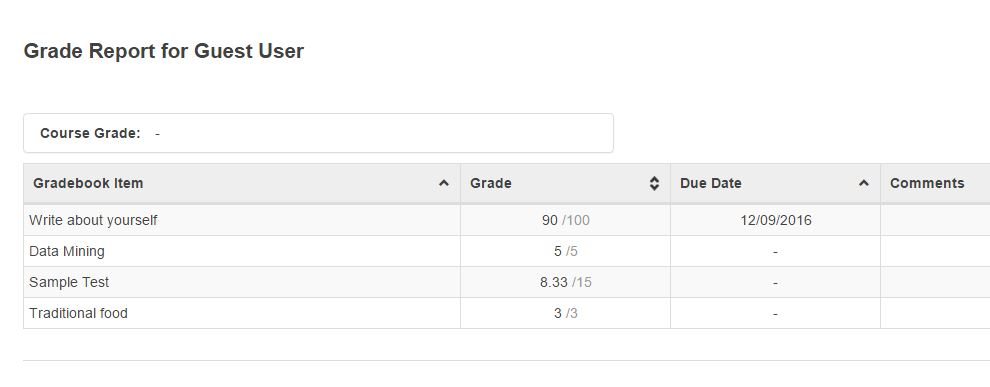 Grade Report for Guest User
Course Grade: -
Gradebook Item Grade Due Date Comments
Write about yourself 90 /100 12/09/2016
Data Mining 5 /5 -
Sample Test 8.33 /15 -
Traditional food 3 /3 -